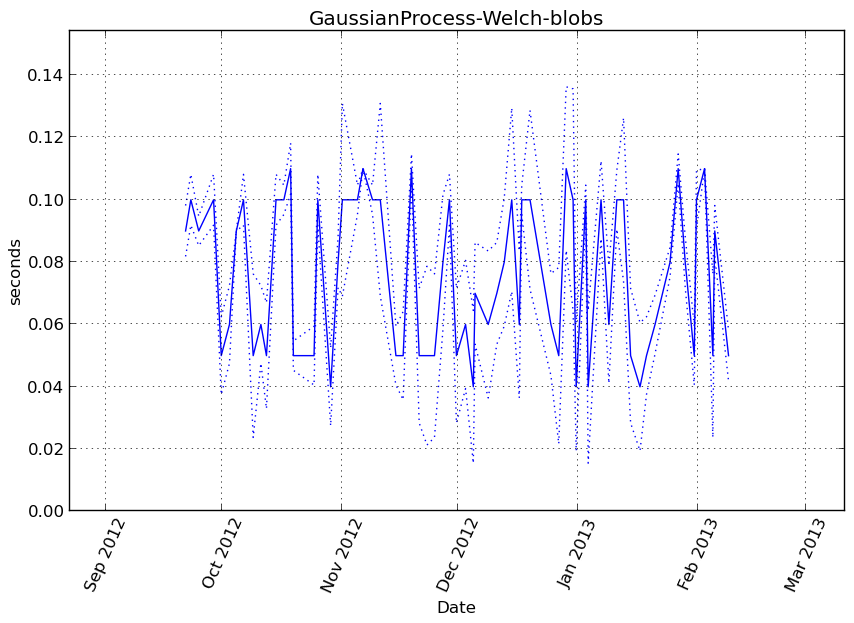 GaussianProcess-Welch-blobs
seconds
0.14
0.12
0.10
0.08
0.06
0.04
0.02
0.00
Sep 2012
Oct 2012
Nov 2012
Dec 2012
Jan 2013
Feb 2013
Mar 2013
Date